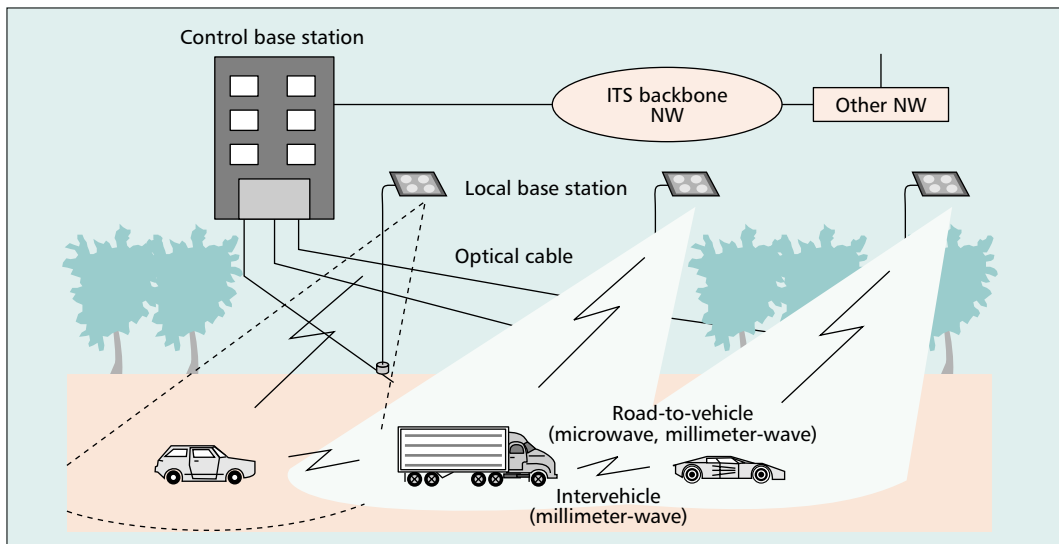 Control base station
ITS backbone
NW
Other NW
Local base station
Optical cable
Road-to-vehicle
(microwave, millimeter-wave)
Intervehicle
(millimeter-wave)